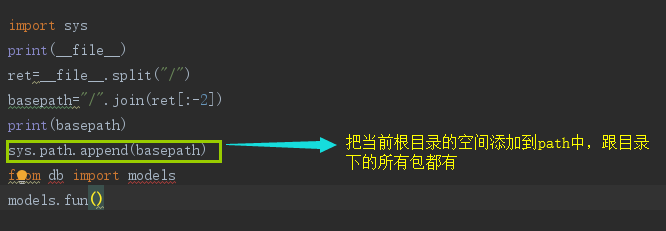 import sys
print(__file__)
ret=__file__.split("/")
basepath="/".join(ret[:-2])
print(basepath)
sys.path.append(basepath)
把当前根目录的空间添加到path中，跟目录
下的所有包都有
from db import models
models.fun()